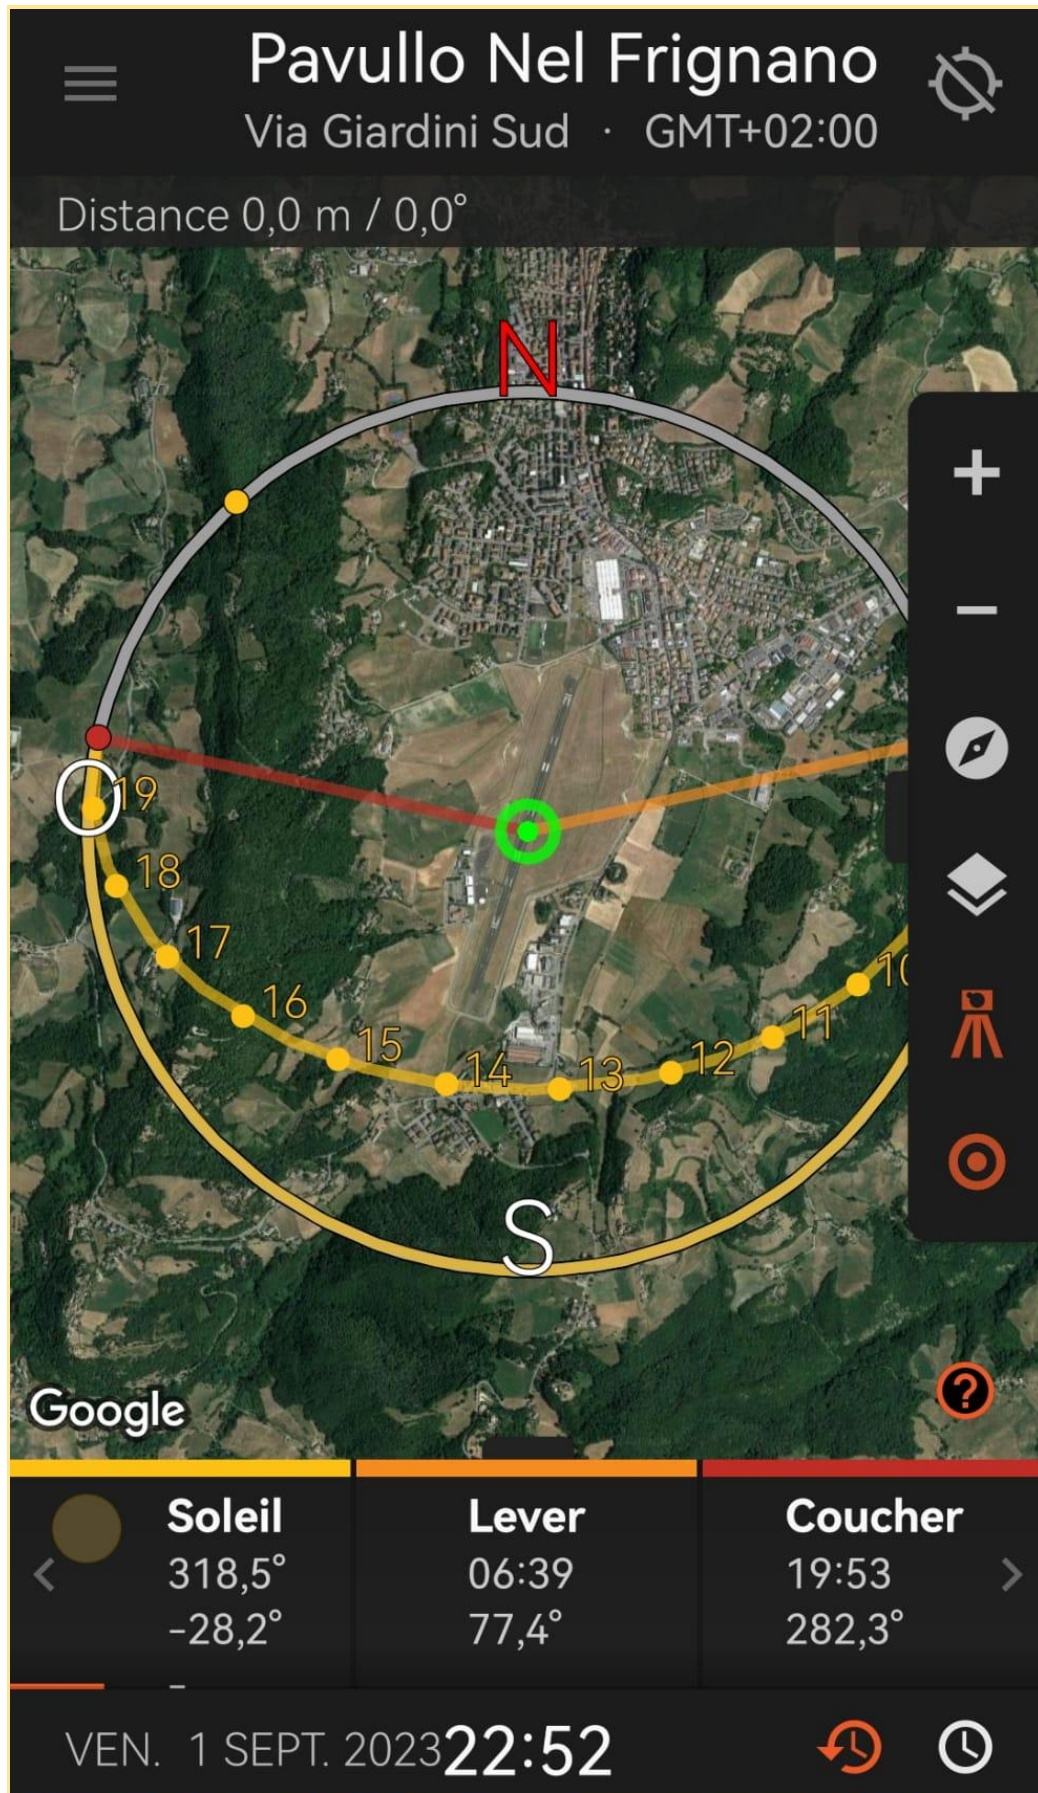 Pavullo Nel Frignano
Via Giardini Sud · GMT+02:00
Distance 0,0 m / 0,0°
N
O
19
18
17
16
15
14
13
12
11
10
S
Google
?
Soleil
318,5°
-28,2°
Lever
06:39
77,4°
Coucher
19:53
282,3°
VEN. 1 SEPT. 2023 22:52